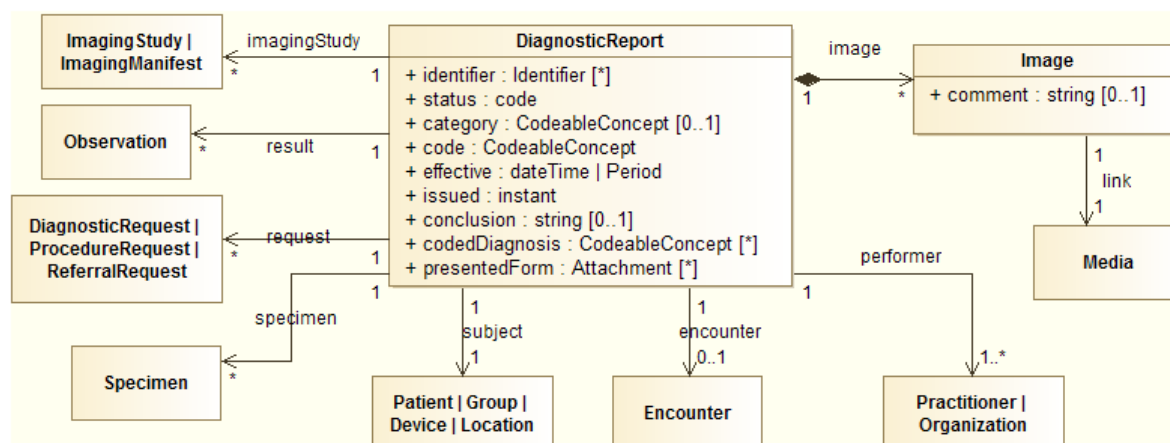 ImagingStudy |
ImagingManifest
imagingStudy
*
1
Observation
result
*
1
DiagnosticRequest |
ProcedureRequest |
ReferralRequest
request
*
1
specimen
1
Specimen
*
DiagnosticReport
+ identifier : Identifier [*]
+ status : code
+ category : CodeableConcept [0..1]
+ code : CodeableConcept
+ effective : dateTime | Period
+ issued : instant
+ conclusion : string [0..1]
+ codedDiagnosis : CodeableConcept [*]
+ presentedForm : Attachment [*]
image
1
*
Image
+ comment : string [0..1]
1
link
1
Media
1
subject
1
Patient | Group |
Device | Location
1
encounter
0..1
Encounter
performer
1
1..*
Practitioner |
Organization